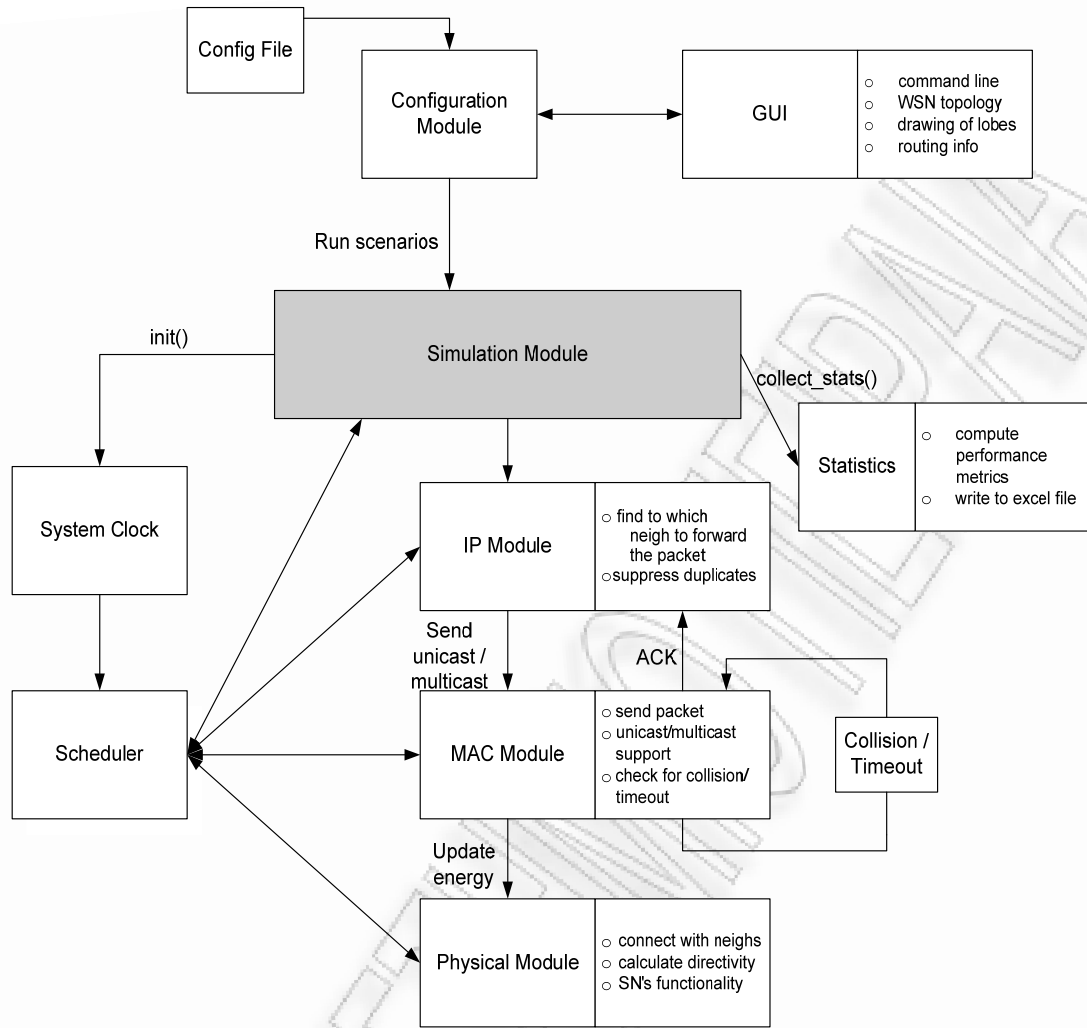 Config File
Configuration
Module
GUI
○ command line
○ WSN topology
○ drawing of lobes
○ routing info
Run scenarios
init()
Simulation Module
collect_stats()
Statistics
○ compute
performance
metrics
○ write to excel file
System Clock
IP Module
○ find to which
neigh to forward
the packet
○ suppress duplicates
Send
unicast /
multicast
ACK
Scheduler
MAC Module
○ send packet
○ unicast/multicast
support
○ check for collision/
timeout
Collision /
Timeout
Update
energy
Physical Module
○ connect with neighs
○ calculate directivity
○ SN's functionality